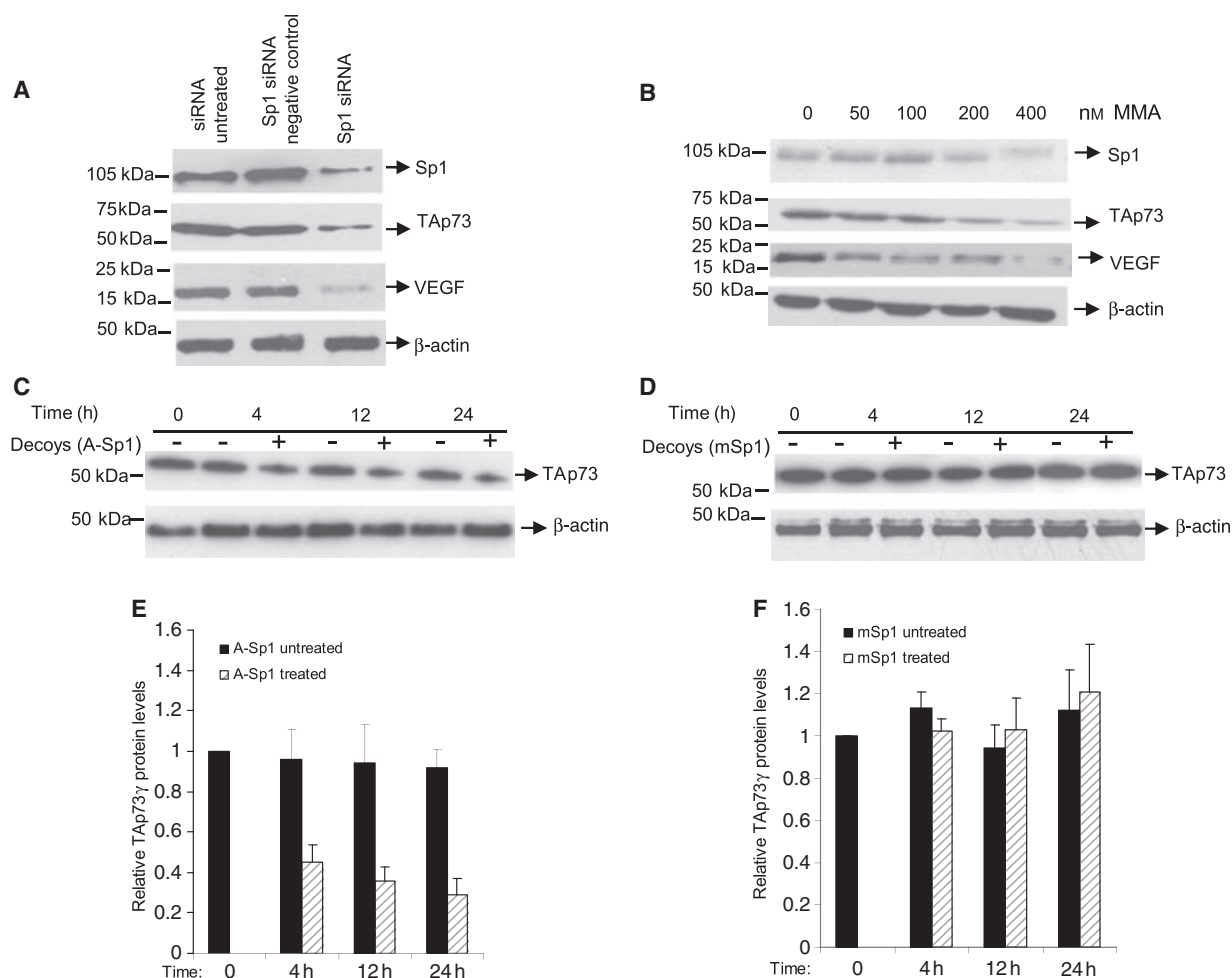 A
siRNA untreated
Sp1 siRNA negative control
Sp1 siRNA
105 kDa
Sp1
75kDa
50 kDa
TAp73
25 kDa
15 kDa
VEGF
50 kDa
β-actin
B
0 50 100 200 400 nM MMA
105 kDa
Sp1
75 kDa
50 kDa
TAp73
25 kDa
15 kDa
VEGF
50 kDa
β-actin
C
Time (h) 0 4 12 24
Decoys (A-Sp1) - - + - + - +
50 kDa
TAp73
50 kDa
β-actin
D
Time (h) 0 4 12 24
Decoys (mSp1) - - + - + - +
TAp73
50 kDa
50 kDa
β-actin
E
Relative TAp73γ protein levels
1.6
1.4
1.2
1
0.8
0.6
0.4
0.2
0
A-Sp1 untreated
A-Sp1 treated
Time: 0 4 h 12 h 24 h
F
Relative TAp73γ protein levels
1.6
1.4
1.2
1
0.8
0.6
0.4
0.2
0
mSp1 untreated
mSp1 treated
Time: 0 4 h 12 h 24 h